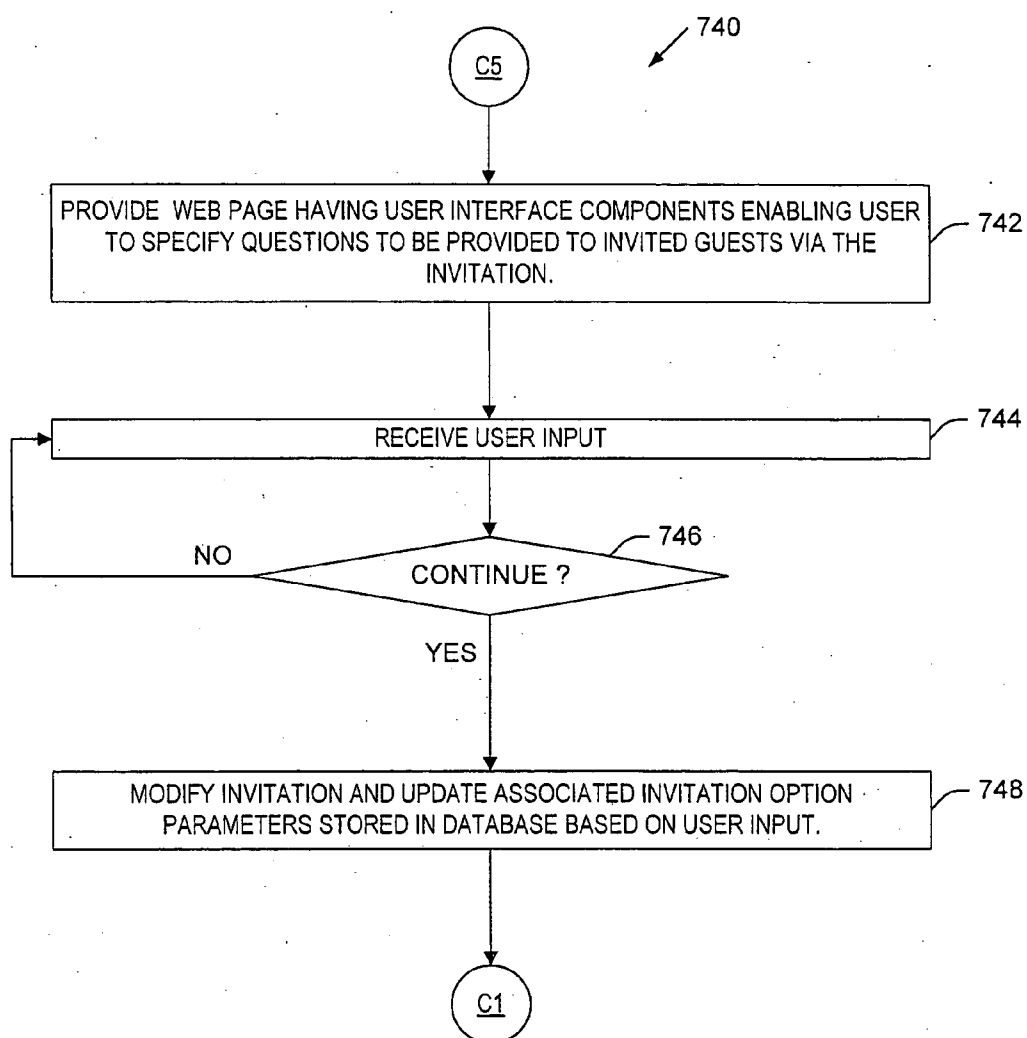 740
C5
PROVIDE WEB PAGE HAVING USER INTERFACE COMPONENTS ENABLING USER
TO SPECIFY QUESTIONS TO BE PROVIDED TO INVITED GUESTS VIA THE
INVITATION.
742
744
RECEIVE USER INPUT
746
NO
CONTINUE ?
YES
MODIFY INVITATION AND UPDATE ASSOCIATED INVITATION OPTION
PARAMETERS STORED IN DATABASE BASED ON USER INPUT.
748
C1